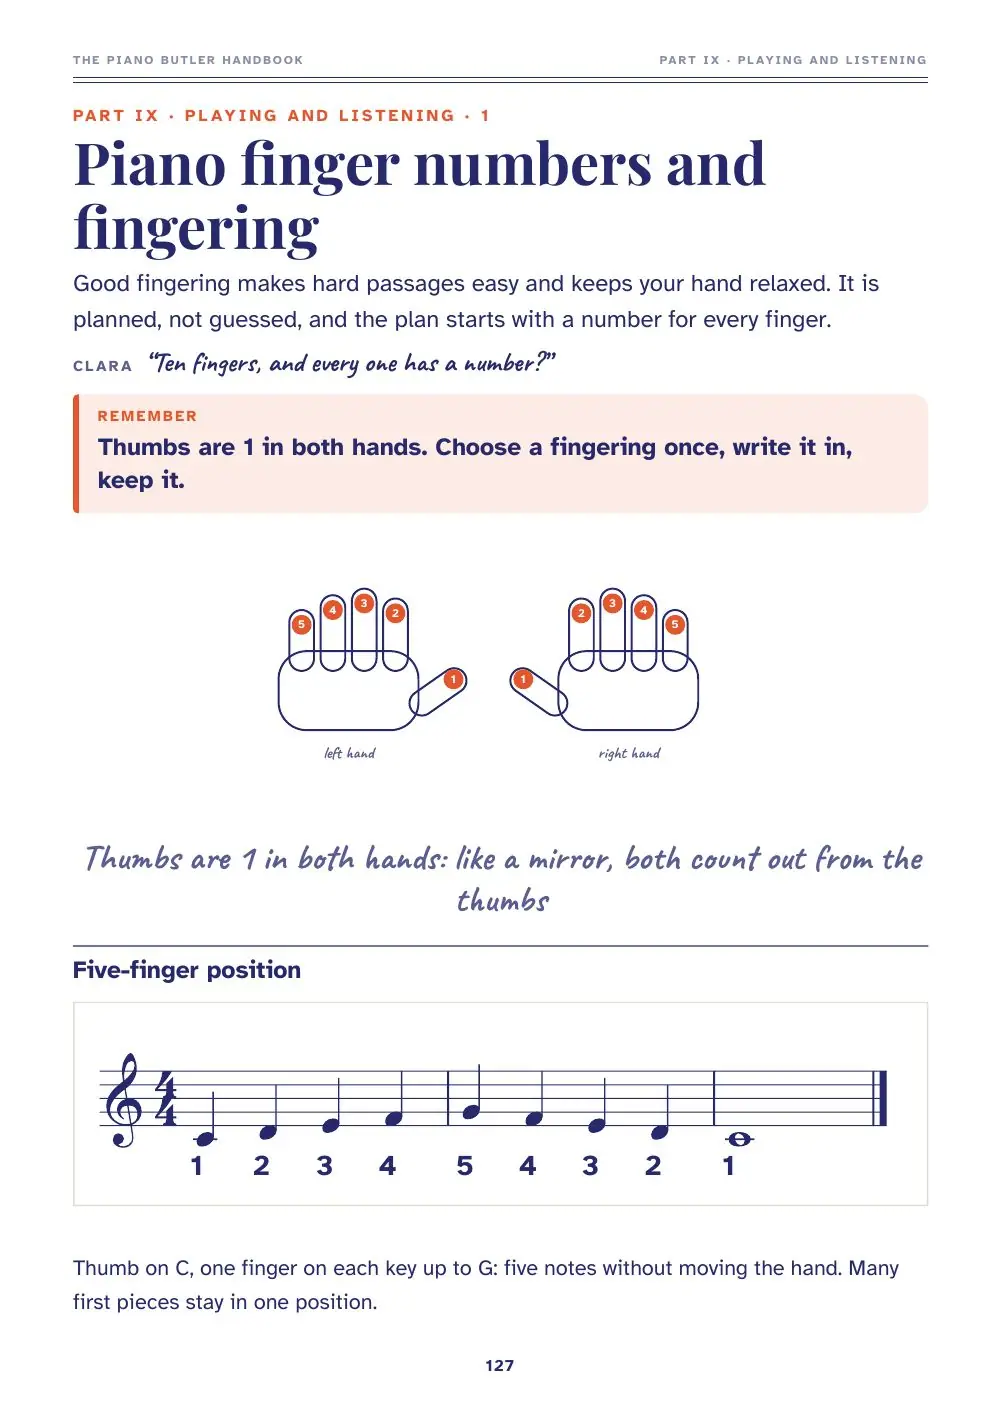 THE PIANO BUTLER HANDBOOK
PART IX · PLAYING AND LISTENING
PART IX · PLAYING AND LISTENING · 1
Piano finger numbers and
fingering
Good fingering makes hard passages easy and keeps your hand relaxed. It is
planned, not guessed, and the plan starts with a number for every finger.
CLARA “Ten fingers, and every one has a number?”
REMEMBER
Thumbs are 1 in both hands. Choose a fingering once, write it in,
keep it.
5 4 3 2 1
1 2 3 4 5
left hand
right hand
Thumbs are 1 in both hands: like a mirror, both count out from the
thumbs
Five-finger position
4
4
1 2 3 4 5 4 3 2 1
Thumb on C, one finger on each key up to G: five notes without moving the hand. Many
first pieces stay in one position.
127